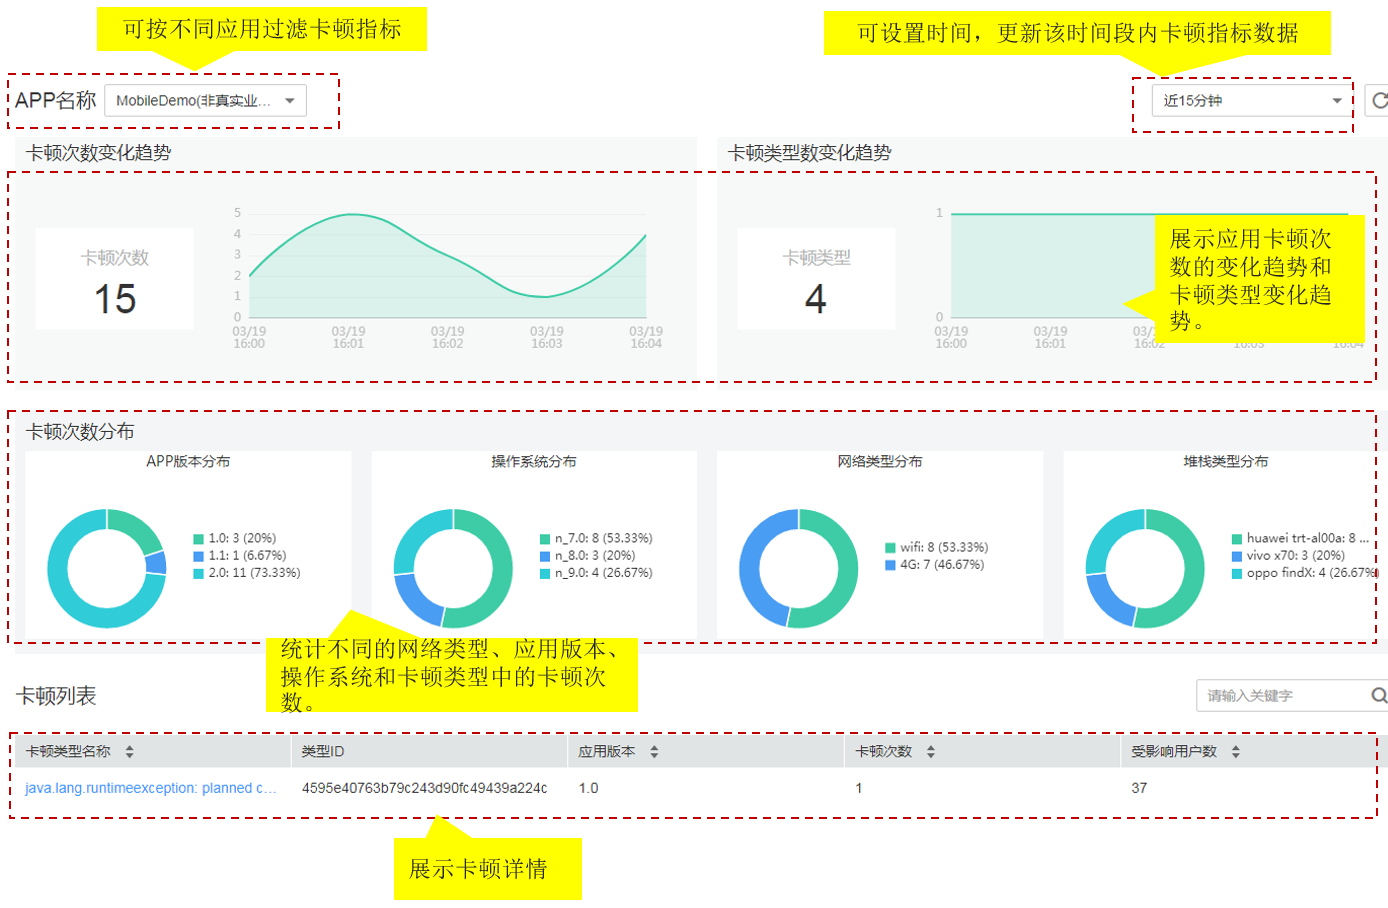 可按不同应用过滤卡顿指标
可设置时间，更新该时间段内卡顿指标数据
APP名称
MobileDemo(非真实业...
近15分钟
卡顿次数变化趋势
卡顿次数
15
5
4
3
2
1
0
03/19 16:00
03/19 16:01
03/19 16:02
03/19 16:03
03/19 16:04
卡顿类型数变化趋势
卡顿类型
4
1
0
03/19 16:00
03/19 16:01
03/1 16:02
16:03
16:04
展示应用卡顿次
数的变化趋势和
卡顿类型变化趋
势。
卡顿次数分布
APP版本分布
1.0: 3 (20%)
1.1: 1 (6.67%)
2.0: 11 (73.33%)
操作系统分布
n_7.0: 8 (53.33%)
n_8.0: 3 (20%)
n_9.0: 4 (26.67%)
网络类型分布
wifi: 8 (53.33%)
4G: 7 (46.67%)
堆栈类型分布
huawei trt-al00a: 8 ...
vivo x70: 3 (20%)
oppo findX: 4 (26.67%)
统计不同的网络类型、应用版本、
操作系统和卡顿类型中的卡顿次
数。
卡顿列表
请输入关键字
卡顿类型名称
类型ID
应用版本
卡顿次数
受影响用户数
java.lang.runtimeexception: planned c...
4595e40763b79c243d90fc49439a224c
1.0
1
37
展示卡顿详情